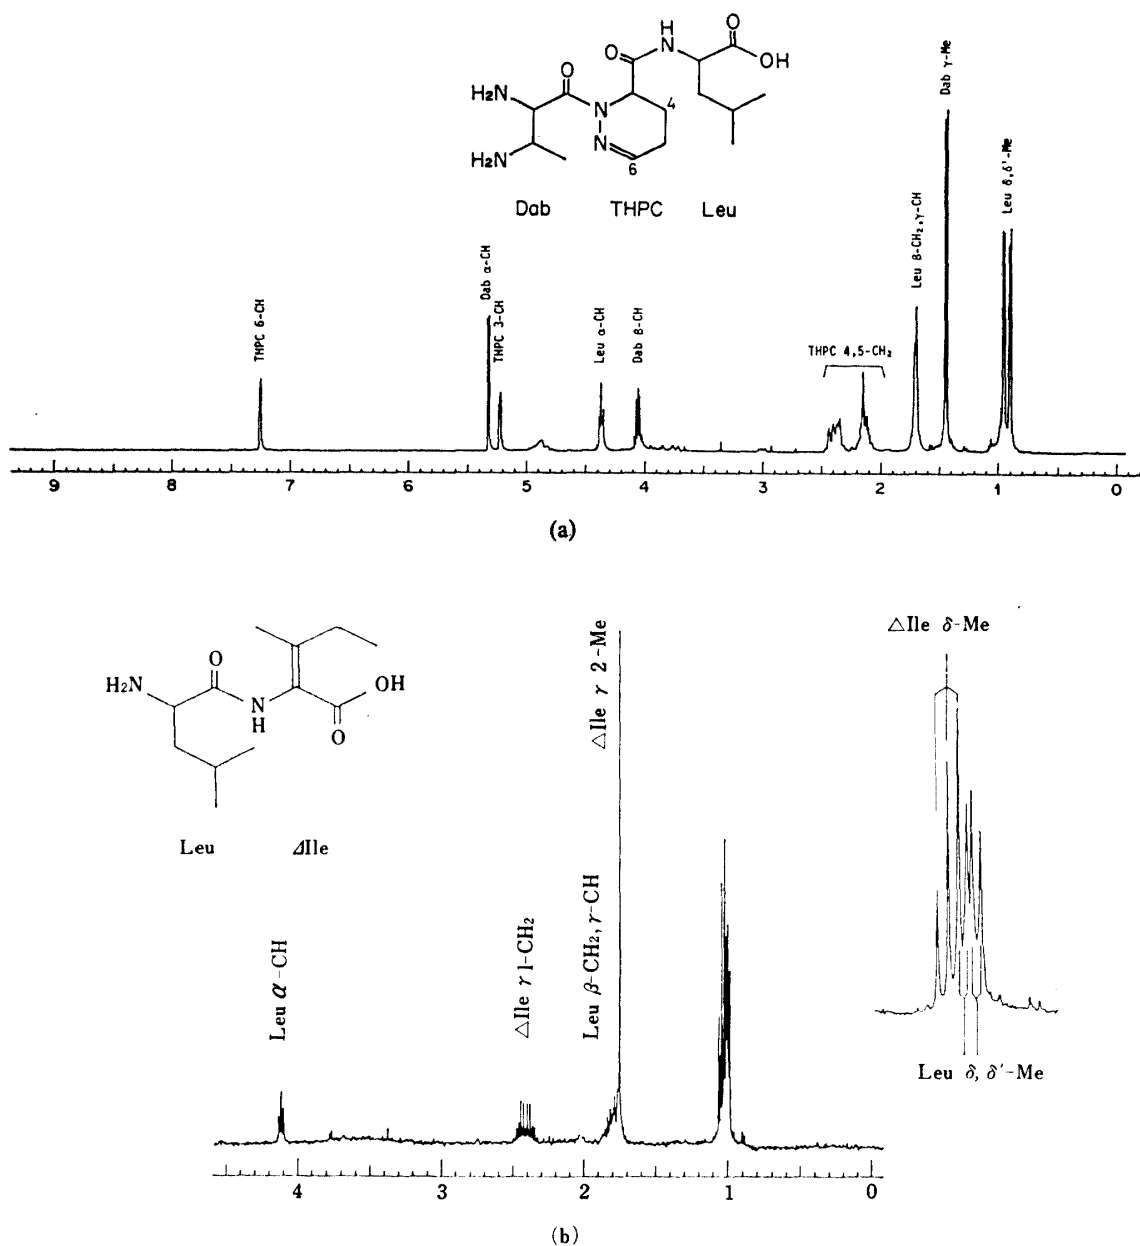 O
H
N
O
OH
O
H₂N
N
4
N
H₂N
6
Dab THPC Leu
THPC 6-CH
Dab α-CH
THPC 3-CH
Leu α-CH
Dab β-CH
THPC 4,5-CH₂
Leu β-CH₂,γ-CH
Dab γ-Me
Leu δ,δ'-Me
9 8 7 6 5 4 3 2 1 0
(a)
O
H₂N
N
H
OH
O
Leu ΔIle
Leu α-CH
△Ile γ1-CH₂
Leu β-CH₂, γ-CH
△Ile γ 2-Me
△Ile δ-Me
Leu δ, δ'-Me
4 3 2 1 0
(b)